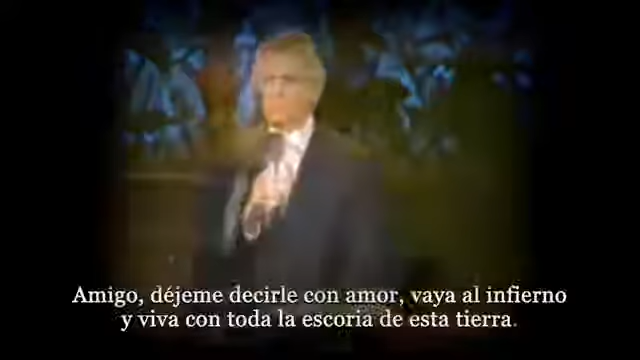 Amigo, déjeme decirle con amor, vaya al infierno
y viva con toda la escoria de esta tierra.